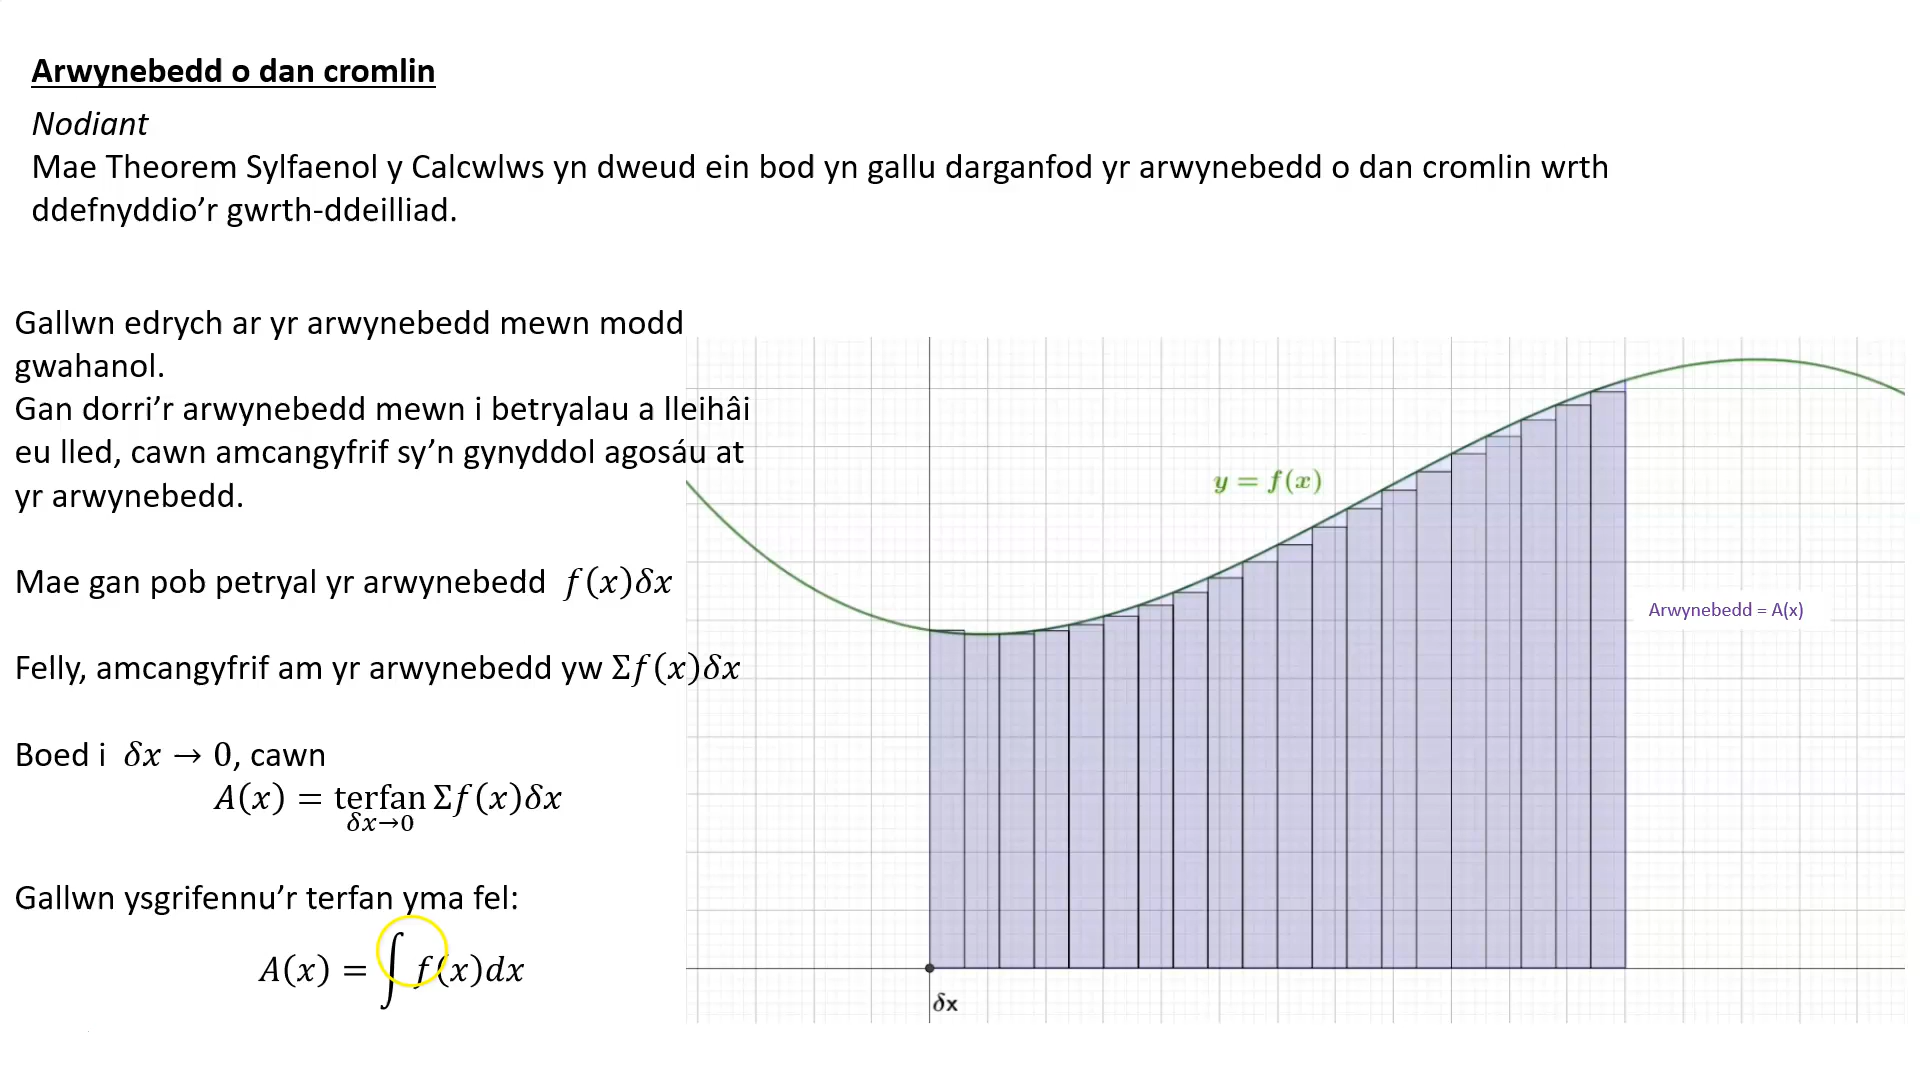 Arwynebedd o dan cromlin
Nodiant
Mae Theorem Sylfaenol y Calcwlws yn dweud ein bod yn gallu darganfod yr arwynebedd o dan cromlin wrth
ddefnyddio’r gwrth-ddeilliad.
Gallwn edrych ar yr arwynebedd mewn modd
gwahanol.
Gan dorri’r arwynebedd mewn i betryalau a lleihâi
eu lled, cawn amcangyfrif sy’n gynyddol agosáu at
yr arwynebedd.
Mae gan pob petryal yr arwynebedd f(x)δx
Felly, amcangyfrif am yr arwynebedd yw Σf(x)δx
Boed i δx → 0, cawn
A(x) = terfan Σf(x)δx
δx→0
Gallwn ysgrifennu’r terfan yma fel:
A(x) = ∫ f(x)dx
y = f(x)
Arwynebedd = A(x)
δx